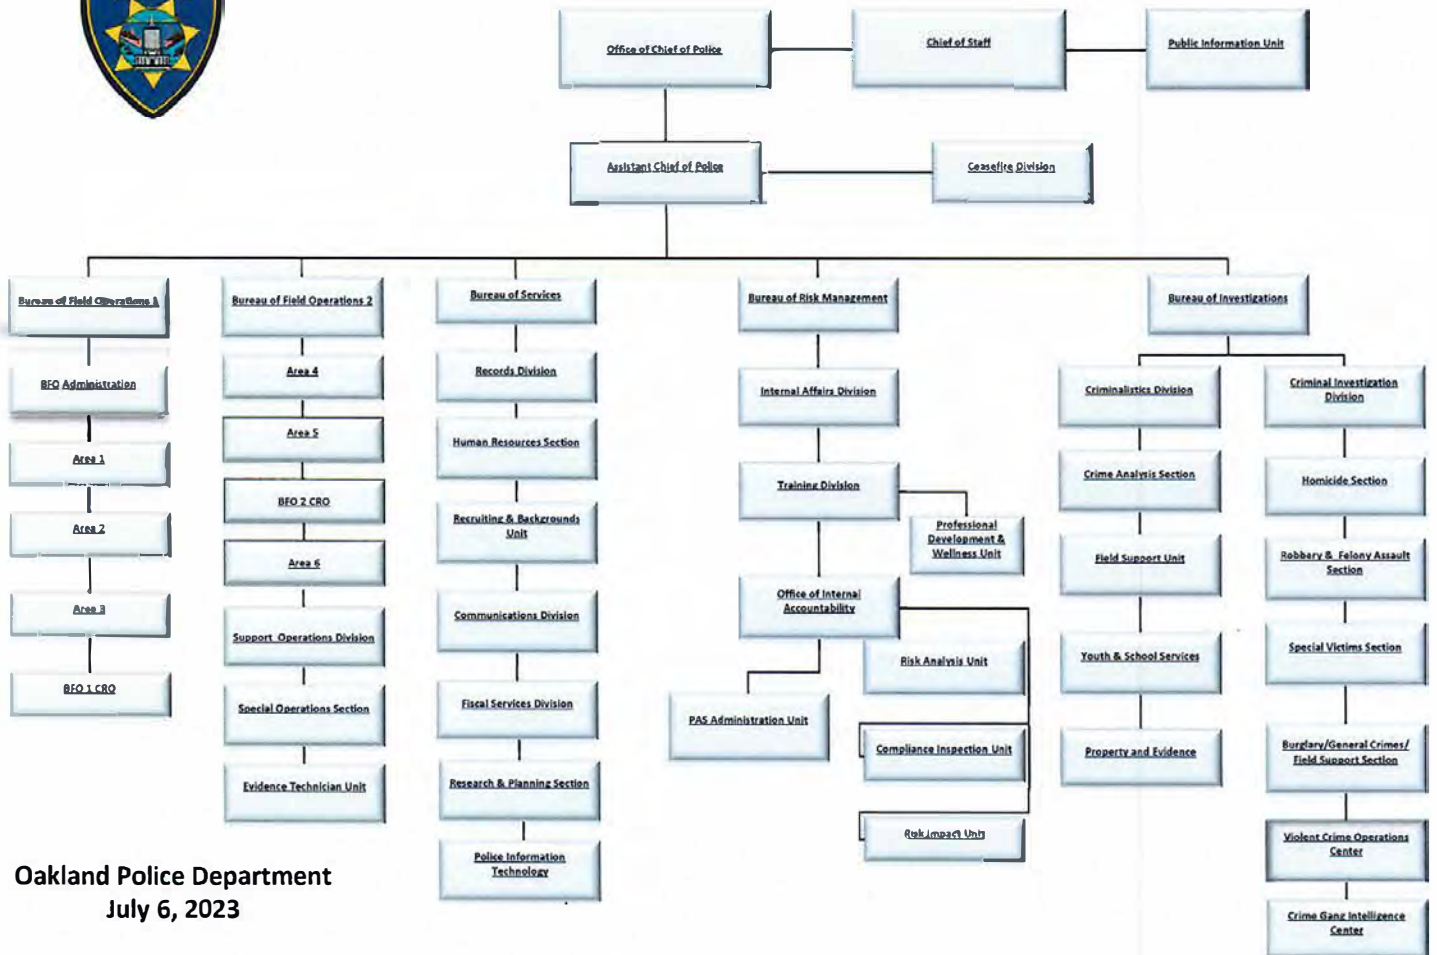 Office of Chief of Police
Chief of Staff
Public Information Unit
Assistant Chief of Police
Ceasefire Division
Bureau of Field Operations 1
BFO Administration
Area 1
Area 2
Area 3
BFO 1 CRO
Bureau of Field Operations 2
Area 4
Area 5
BFO 2 CRO
Area 6
Support Operations Division
Special Operations Section
Evidence Technician Unit
Bureau of Services
Records Division
Human Resources Section
Recruiting & Backgrounds
Unit
Communications Division
Fiscal Services Division
Research & Planning Section
Police Information
Technology
Bureau of Risk Management
Internal Affairs Division
Training Division
Professional
Development &
Wellness Unit
Office of Internal
Accountability
Risk Analysis Unit
PAS Administration Unit
Compliance Inspection Unit
Risk Impact Unit
Bureau of Investigations
Criminalistics Division
Crime Analysis Section
Field Support Unit
Youth & School Services
Property and Evidence
Criminal Investigation
Division
Homicide Section
Robbery & Felony Assault
Section
Special Victims Section
Burglary/General Crimes/
Field Support Section
Violent Crime Operations
Center
Crime Gang Intelligence
Center
Oakland Police Department
July 6, 2023